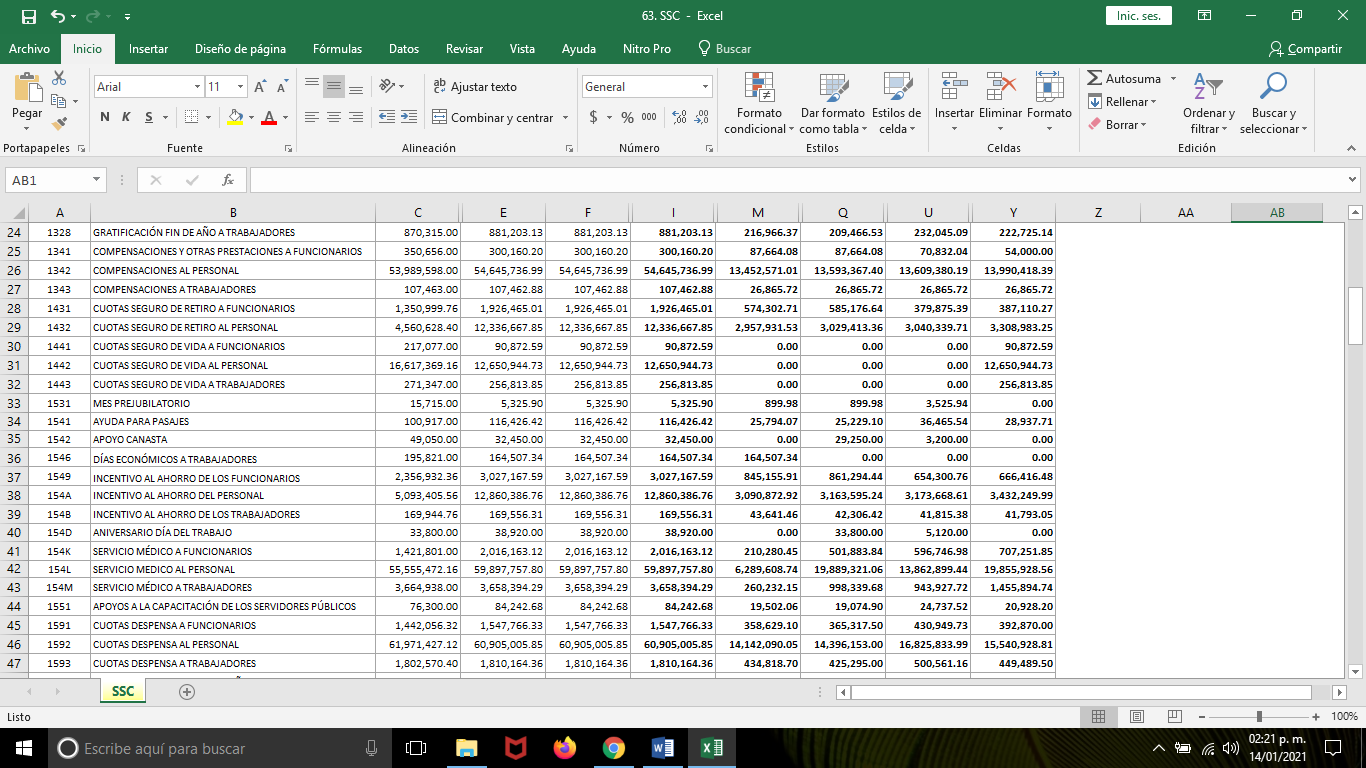 63. SSC - Excel
Inic. ses.
Archivo Inicio Insertar Diseño de página Fórmulas Datos Revisar Vista Ayuda Nitro Pro Buscar Compartir
Pegar
Arial 11
N K S
Ajustar texto
Combinar y centrar
General
$ % 000
Formato condicional
Dar formato como tabla
Estilos de celda
Insertar Eliminar Formato
Autosuma
Rellenar
Borrar
Ordenar y filtrar
Buscar y seleccionar
Portapapeles Fuente Alineación Número Estilos Celdas Edición
AB1 fx
A B C E F I M Q U Y Z AA AB
24 1328 GRATIFICACIÓN FIN DE AÑO A TRABAJADORES 870,315.00 881,203.13 881,203.13 881,203.13 216,966.37 209,466.53 232,045.09 222,725.14
25 1341 COMPENSACIONES Y OTRAS PRESTACIONES A FUNCIONARIOS 350,656.00 300,160.20 300,160.20 300,160.20 87,664.08 87,664.08 70,832.04 54,000.00
26 1342 COMPENSACIONES AL PERSONAL 53,989,598.00 54,645,736.99 54,645,736.99 54,645,736.99 13,452,571.01 13,593,367.40 13,609,380.19 13,990,418.39
27 1343 COMPENSACIONES A TRABAJADORES 107,463.00 107,462.88 107,462.88 107,462.88 26,865.72 26,865.72 26,865.72 26,865.72
28 1431 CUOTAS SEGURO DE RETIRO A FUNCIONARIOS 1,350,999.76 1,926,465.01 1,926,465.01 1,926,465.01 574,302.71 585,176.64 379,875.39 387,110.27
29 1432 CUOTAS SEGURO DE RETIRO AL PERSONAL 4,560,628.40 12,336,667.85 12,336,667.85 12,336,667.85 2,957,931.53 3,029,413.36 3,040,339.71 3,308,983.25
30 1441 CUOTAS SEGURO DE VIDA A FUNCIONARIOS 217,077.00 90,872.59 90,872.59 90,872.59 0.00 0.00 0.00 90,872.59
31 1442 CUOTAS SEGURO DE VIDA AL PERSONAL 16,617,369.16 12,650,944.73 12,650,944.73 12,650,944.73 0.00 0.00 0.00 12,650,944.73
32 1443 CUOTAS SEGURO DE VIDA A TRABAJADORES 271,347.00 256,813.85 256,813.85 256,813.85 0.00 0.00 0.00 256,813.85
33 1531 MES PREJUBILATORIO 15,715.00 5,325.90 5,325.90 5,325.90 899.98 899.98 3,525.94 0.00
34 1541 AYUDA PARA PASAJES 100,917.00 116,426.42 116,426.42 116,426.42 25,794.07 25,229.10 36,465.54 28,937.71
35 1542 APOYO CANASTA 49,050.00 32,450.00 32,450.00 32,450.00 0.00 29,250.00 3,200.00 0.00
36 1546 DÍAS ECONÓMICOS A TRABAJADORES 195,821.00 164,507.34 164,507.34 164,507.34 164,507.34 0.00 0.00 0.00
37 1549 INCENTIVO AL AHORRO DE LOS FUNCIONARIOS 2,356,932.36 3,027,167.59 3,027,167.59 3,027,167.59 845,155.91 861,294.44 654,300.76 666,416.48
38 154A INCENTIVO AL AHORRO DEL PERSONAL 5,093,405.56 12,860,386.76 12,860,386.76 12,860,386.76 3,090,872.92 3,163,595.24 3,173,668.61 3,432,249.99
39 154B INCENTIVO AL AHORRO DE LOS TRABAJADORES 169,944.76 169,556.31 169,556.31 169,556.31 43,641.46 42,306.42 41,815.38 41,793.05
40 154D ANIVERSARIO DÍA DEL TRABAJO 33,800.00 38,920.00 38,920.00 38,920.00 0.00 33,800.00 5,120.00 0.00
41 154K SERVICIO MÉDICO A FUNCIONARIOS 1,421,801.00 2,016,163.12 2,016,163.12 2,016,163.12 210,280.45 501,883.84 596,746.98 707,251.85
42 154L SERVICIO MEDICO AL PERSONAL 55,555,472.16 59,897,757.80 59,897,757.80 59,897,757.80 6,289,608.74 19,889,321.06 13,862,899.44 19,855,928.56
43 154M SERVICIO MÉDICO A TRABAJADORES 3,664,938.00 3,658,394.29 3,658,394.29 3,658,394.29 260,232.15 998,339.68 943,927.72 1,455,894.74
44 1551 APOYOS A LA CAPACITACIÓN DE LOS SERVIDORES PÚBLICOS 76,300.00 84,242.68 84,242.68 84,242.68 19,502.06 19,074.90 24,737.52 20,928.20
45 1591 CUOTAS DESPENSA A FUNCIONARIOS 1,442,056.32 1,547,766.33 1,547,766.33 1,547,766.33 358,629.10 365,317.50 430,949.73 392,870.00
46 1592 CUOTAS DESPENSA AL PERSONAL 61,971,427.12 60,905,005.85 60,905,005.85 60,905,005.85 14,142,090.05 14,396,153.00 16,825,833.99 15,540,928.81
47 1593 CUOTAS DESPENSA A TRABAJADORES 1,802,570.40 1,810,164.36 1,810,164.36 1,810,164.36 434,818.70 425,295.00 500,561.16 449,489.50
SSC
Listo 100%
Escribe aquí para buscar
02:21 p. m.
14/01/2021